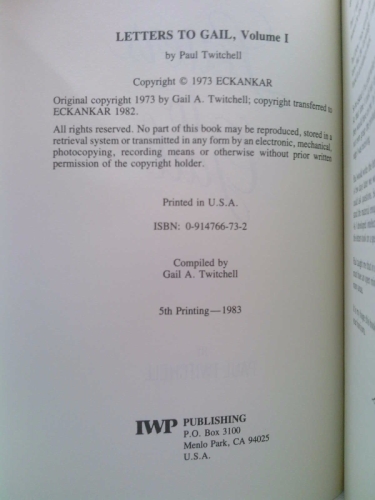 LETTERS TO GAIL, Volume I
by Paul Twitchell
Copyright © 1973 ECKANKAR
Original copyright 1973 by Gail A. Twitchell; copyright transferred to
ECKANKAR 1982.
All rights reserved. No part of this book may be reproduced, stored in a
retrieval system or transmitted in any form by an electronic, mechanical,
photocopying, recording means or otherwise without prior written
permission of the copyright holder.
Printed in U.S.A.
ISBN: 0-914766-73-2
Compiled by
Gail A. Twitchell
5th Printing—1983
IWP PUBLISHING
P.O. Box 3100
Menlo Park, CA 94025
U.S.A.